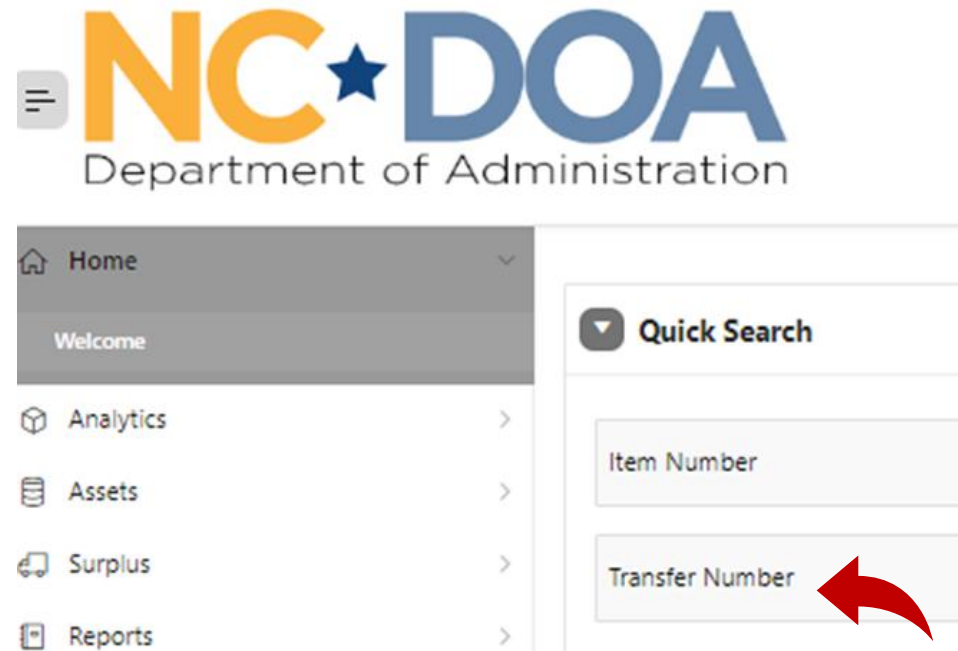 NC★DOA
Department of Administration
Home
Welcome
Analytics
Assets
Surplus
Reports
Quick Search
Item Number
Transfer Number